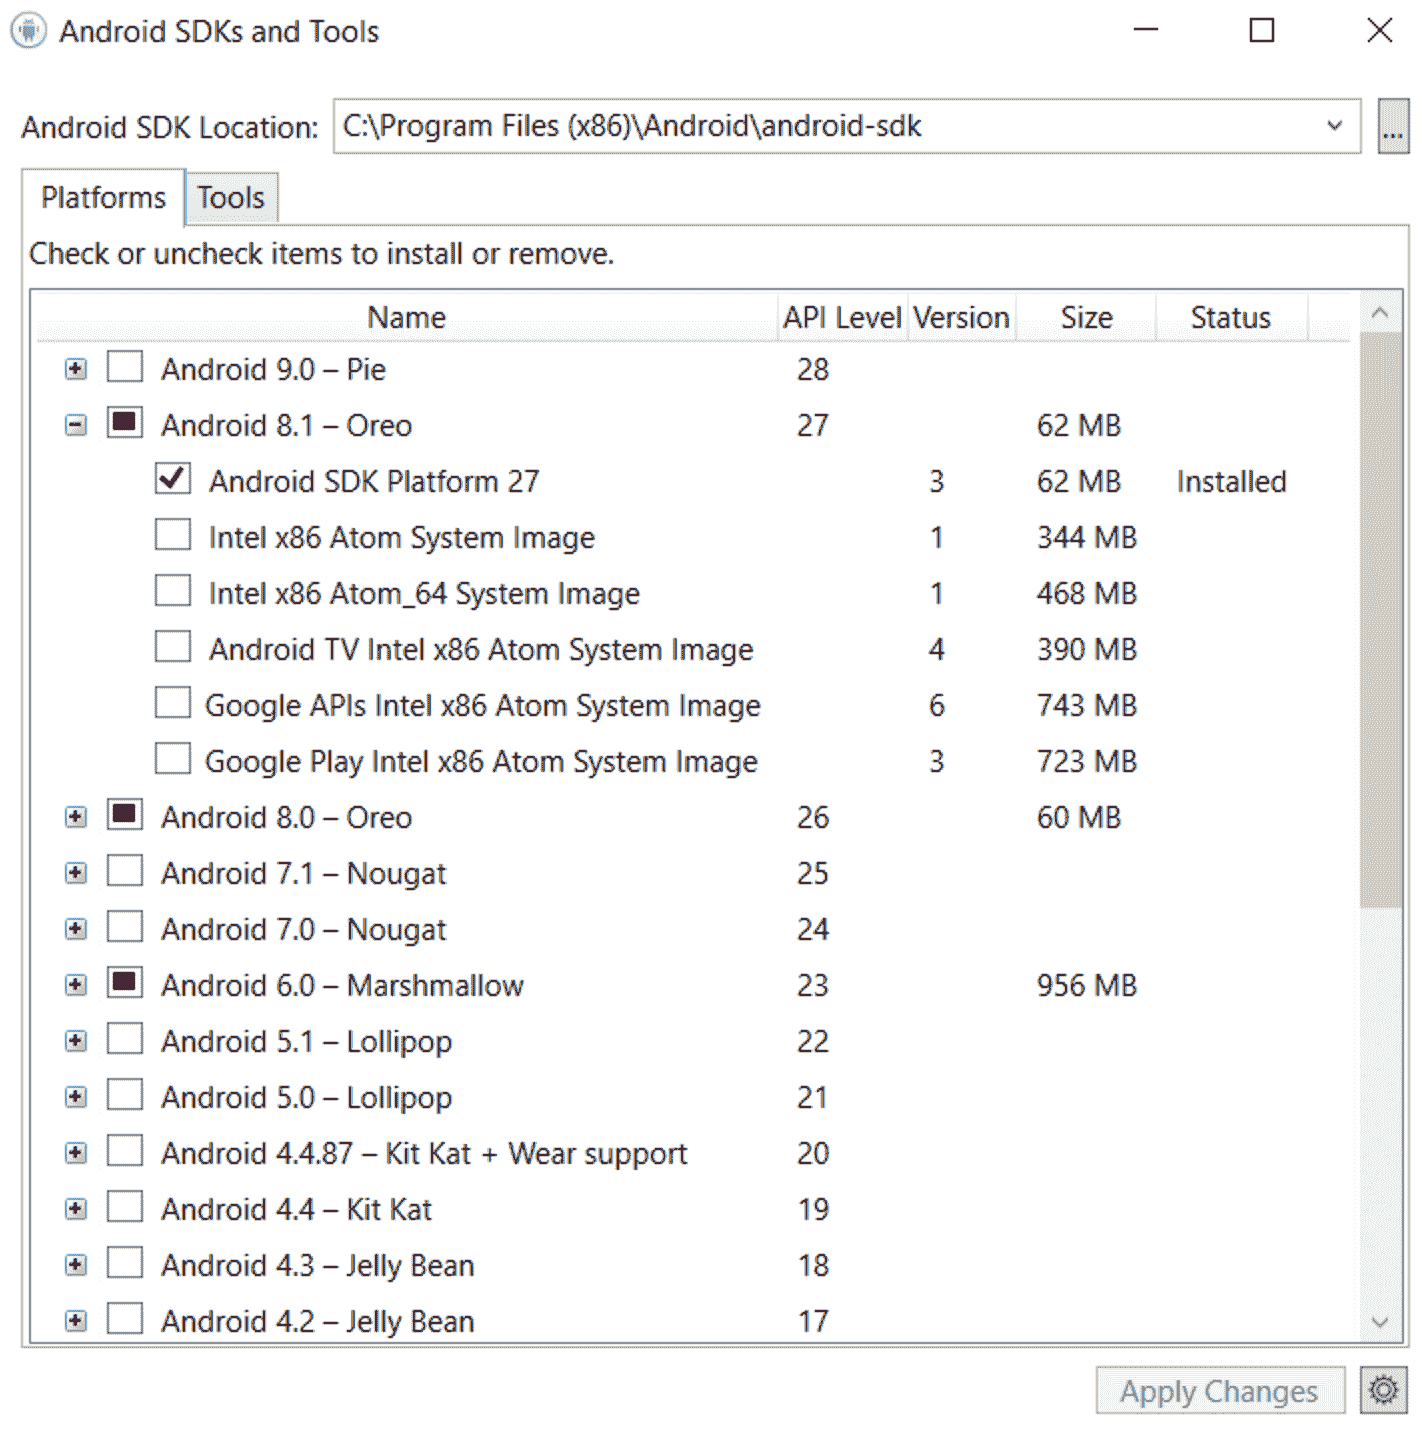 Android SDKs and Tools
Android SDK Location: C:\Program Files (x86)\Android\android-sdk ...
Platforms Tools
Check or uncheck items to install or remove.
Name API Level Version Size Status
Android 9.0 – Pie 28
Android 8.1 – Oreo 27 62 MB
Android SDK Platform 27 3 62 MB Installed
Intel x86 Atom System Image 1 344 MB
Intel x86 Atom_64 System Image 1 468 MB
Android TV Intel x86 Atom System Image 4 390 MB
Google APIs Intel x86 Atom System Image 6 743 MB
Google Play Intel x86 Atom System Image 3 723 MB
Android 8.0 – Oreo 26 60 MB
Android 7.1 – Nougat 25
Android 7.0 – Nougat 24
Android 6.0 – Marshmallow 23 956 MB
Android 5.1 – Lollipop 22
Android 5.0 – Lollipop 21
Android 4.4.87 – Kit Kat + Wear support 20
Android 4.4 – Kit Kat 19
Android 4.3 – Jelly Bean 18
Android 4.2 – Jelly Bean 17
Apply Changes